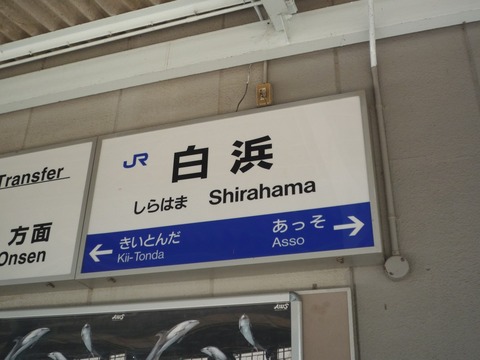 Transfer
方面
Onsen
JR 白浜
しらはま Shirahama
きいとんだ
Kii-Tonda
あっそ
Asso